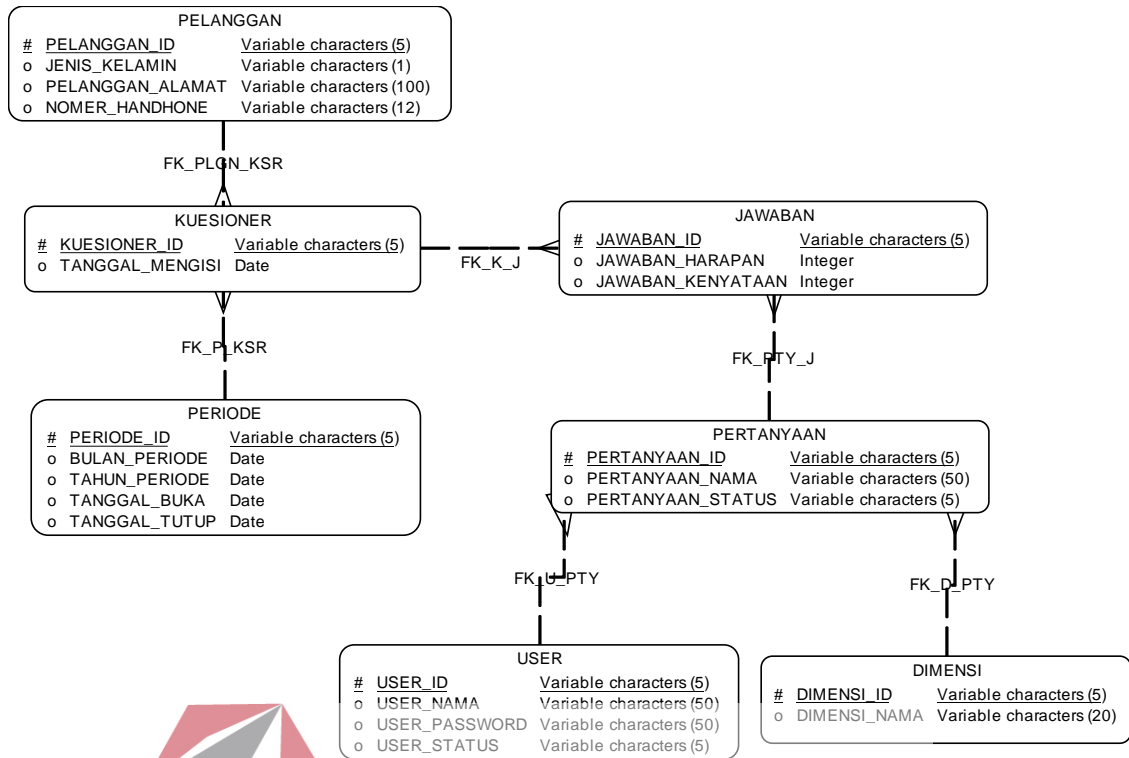 PELANGGAN
# PELANGGAN_ID Variable characters (5)
o JENIS_KELAMIN Variable characters (1)
o PELANGGAN_ALAMAT Variable characters (100)
o NOMER_HANDHONE Variable characters (12)
FK_PLGN_KSR
KUESIONER
# KUESIONER_ID Variable characters (5)
o TANGGAL_MENGISI Date
FK_K_J
JAWABAN
# JAWABAN_ID Variable characters (5)
o JAWABAN_HARAPAN Integer
o JAWABAN_KENYATAAN Integer
FK_P_KSR
FK_PTY_J
PERIODE
# PERIODE_ID Variable characters (5)
o BULAN_PERIODE Date
o TAHUN_PERIODE Date
o TANGGAL_BUKA Date
o TANGGAL_TUTUP Date
PERTANYAAN
# PERTANYAAN_ID Variable characters (5)
o PERTANYAAN_NAMA Variable characters (50)
o PERTANYAAN_STATUS Variable characters (5)
FK_U_PTY
FK_D_PTY
USER
# USER_ID Variable characters (5)
o USER_NAMA Variable characters (50)
o USER_PASSWORD Variable characters (50)
o USER_STATUS Variable characters (5)
DIMENSI
# DIMENSI_ID Variable characters (5)
o DIMENSI_NAMA Variable characters (20)